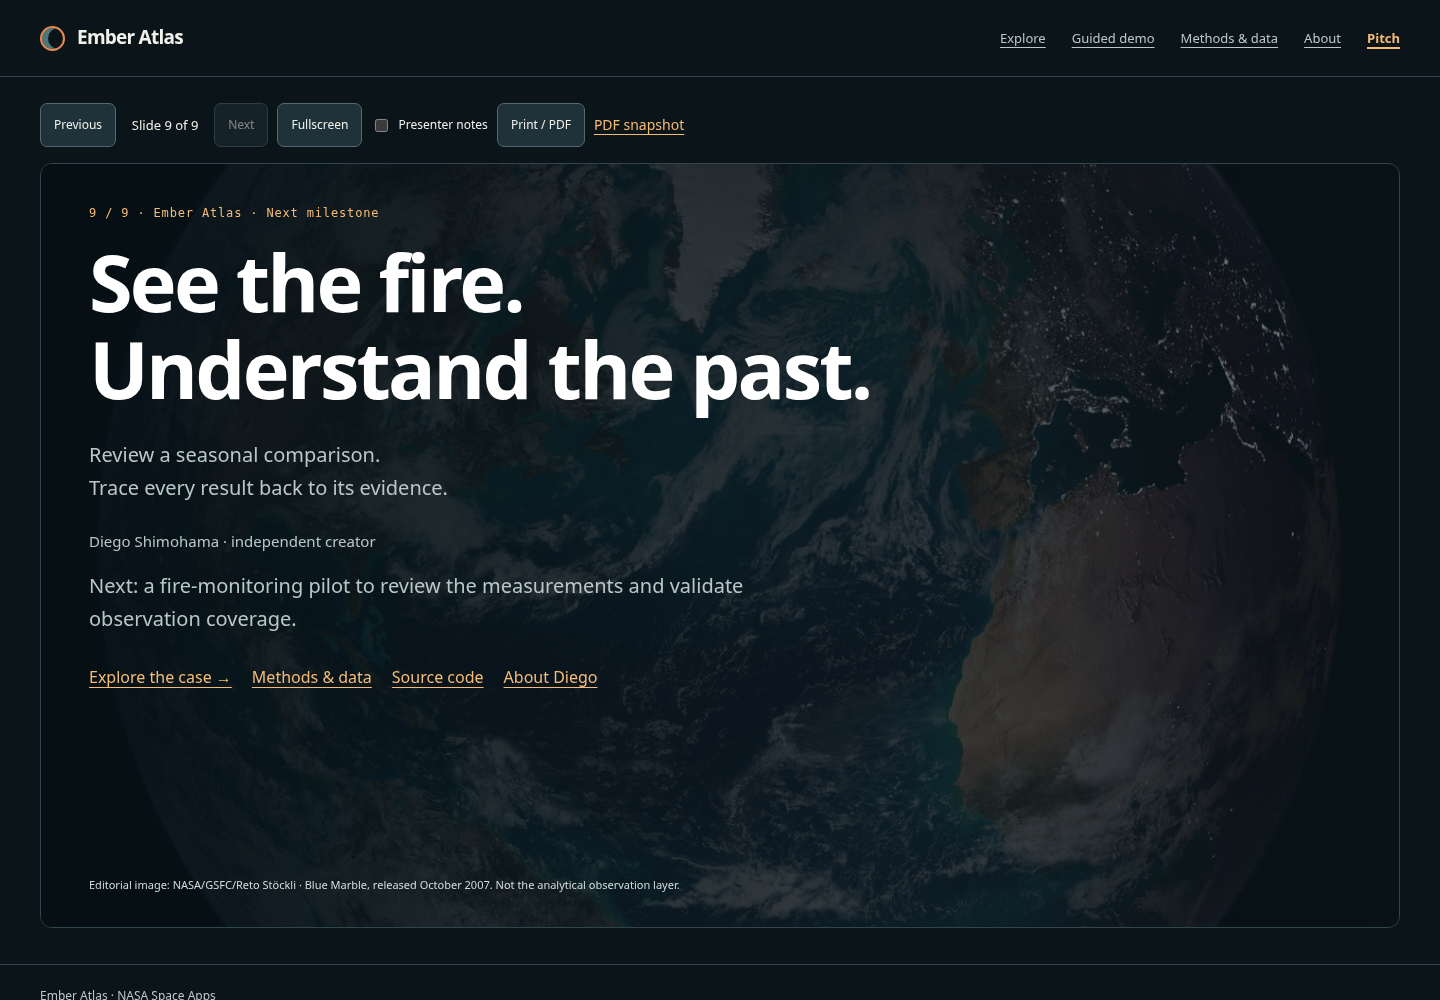 Ember Atlas
Explore Guided demo Methods & data About Pitch
Previous Slide 9 of 9 Next Fullscreen Presenter notes Print / PDF PDF snapshot
9 / 9 · Ember Atlas · Next milestone
See the fire.
Understand the past.
Review a seasonal comparison.
Trace every result back to its evidence.
Diego Shimohama · independent creator
Next: a fire-monitoring pilot to review the measurements and validate
observation coverage.
Explore the case → Methods & data Source code About Diego
Editorial image: NASA/GSFC/Reto Stöckli · Blue Marble, released October 2007. Not the analytical observation layer.
Ember Atlas · NASA Space Apps